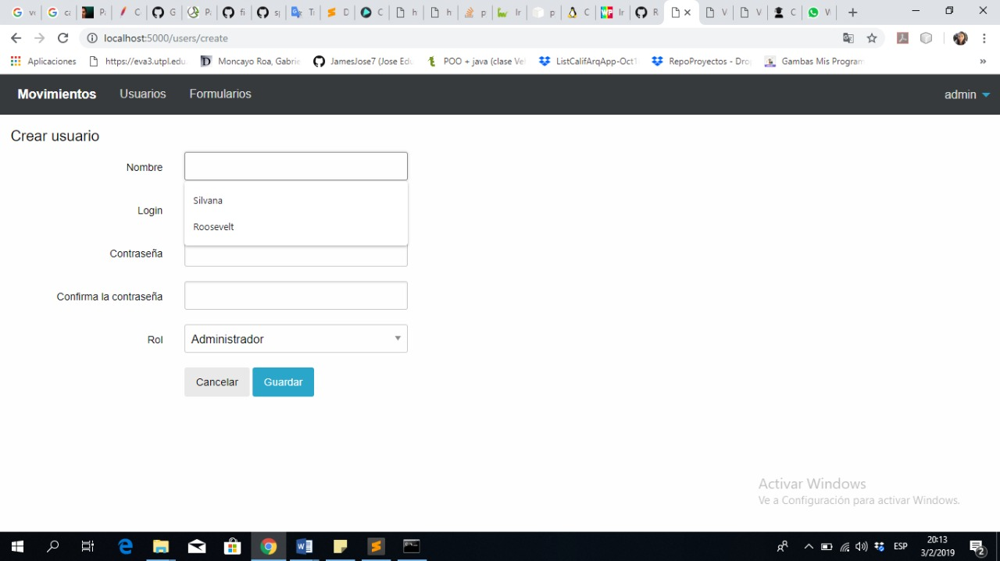 localhost:5000/users/create
Aplicaciones
https://eva3.utpl.edu
Moncayo Roa, Gabrie
JamesJose7 (Jose Edu
POO + java (clase Ve
ListCalifArqApp-Oct1
RepoProyectos - Dro
Gambas Mis Program
»
Movimientos Usuarios Formularios admin
Crear usuario
Nombre
Silvana
Login
Roosevelt
Contraseña
Confirma la contraseña
Rol Administrador
Cancelar Guardar
Activar Windows
Ve a Configuración para activar Windows.
ESP
20:13
3/2/2019
2